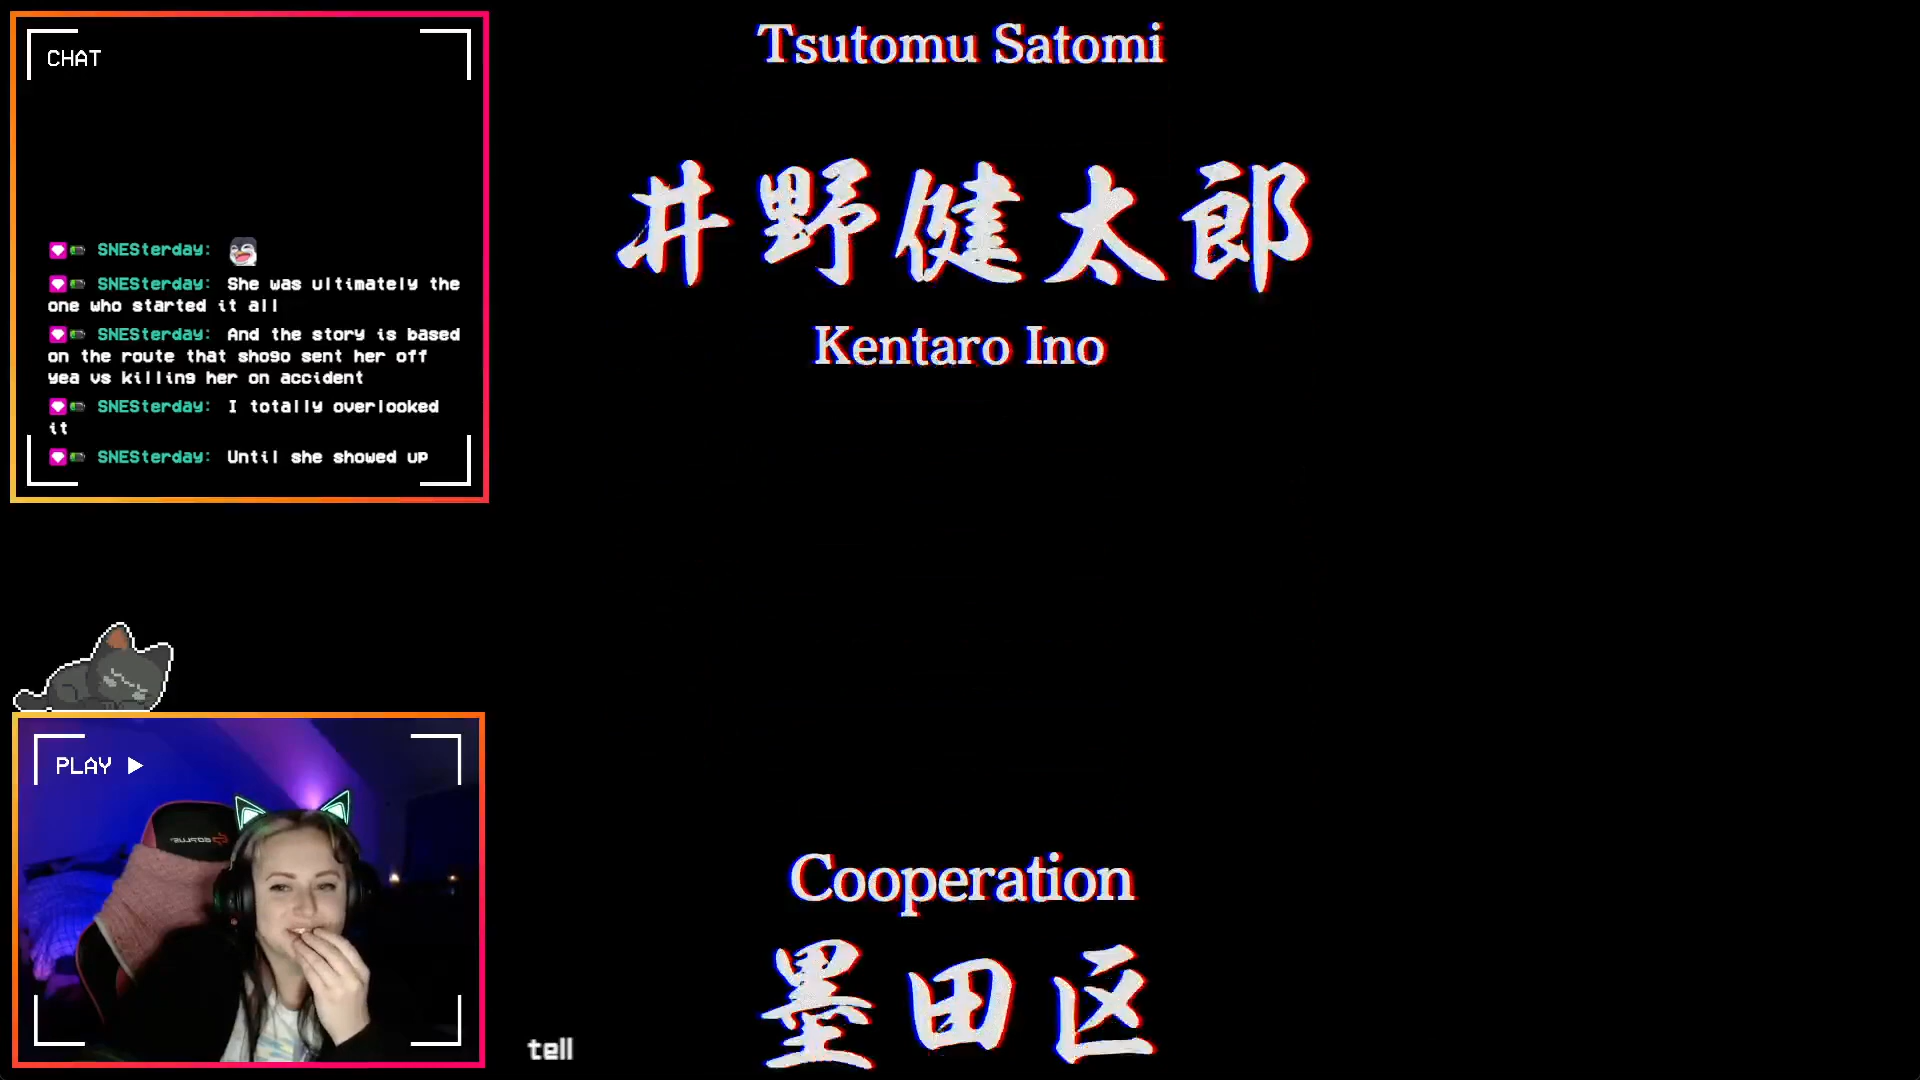 CHAT
SNESterday:
SNESterday: She was ultimately the
one who started it all
SNESterday: And the story is based
on the route that shogo sent her off
yea vs killing her on accident
SNESterday: I totally overlooked
it
SNESterday: Until she showed up
PLAY
Tsutomu Satomi
井野健太郎
Kentaro Ino
Cooperation
墨田区
tell